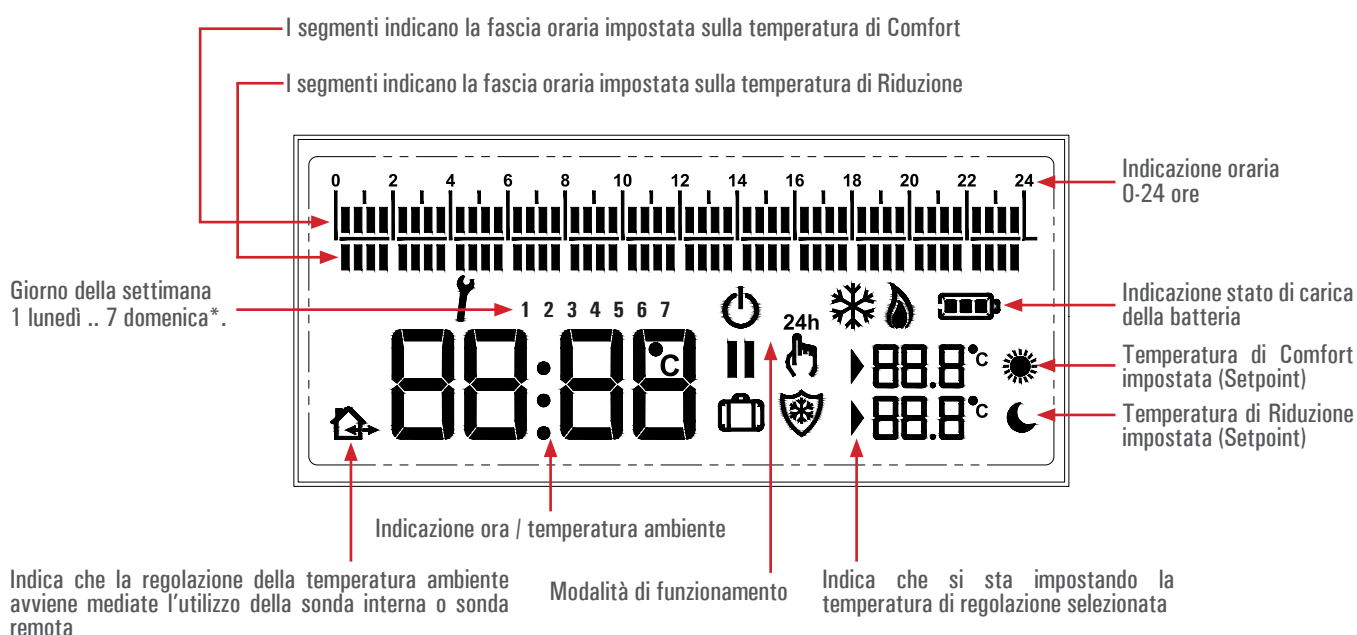 I segmenti indicano la fascia oraria impostata sulla temperatura di Comfort
I segmenti indicano la fascia oraria impostata sulla temperatura di Riduzione
0 2 4 6 8 10 12 14 16 18 20 22 24
Indicazione oraria
0-24 ore
Giorno della settimana
1 lunedì .. 7 domenica*.
1 2 3 4 5 6 7
24h
Indicazione stato di carica
della batteria
88:88 °C
88.8 °C
88.8 °C
Temperatura di Comfort
impostata (Setpoint)
Temperatura di Riduzione
impostata (Setpoint)
Indicazione ora / temperatura ambiente
Indica che la regolazione della temperatura ambiente
avviene mediate l'utilizzo della sonda interna o sonda
remota
Modalità di funzionamento
Indica che si sta impostando la
temperatura di regolazione selezionata